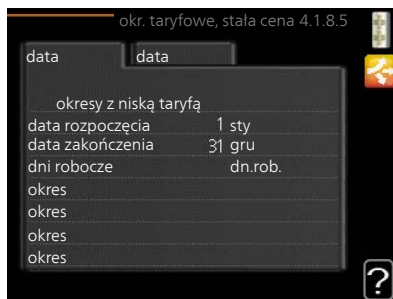 okr. taryfowe, stała cena 4.1.8.5
data data
okresy z niską taryfą
data rozpoczęcia 1 sty
data zakończenia 31 gru
dni robocze dn.rob.
okres
okres
okres
okres
?